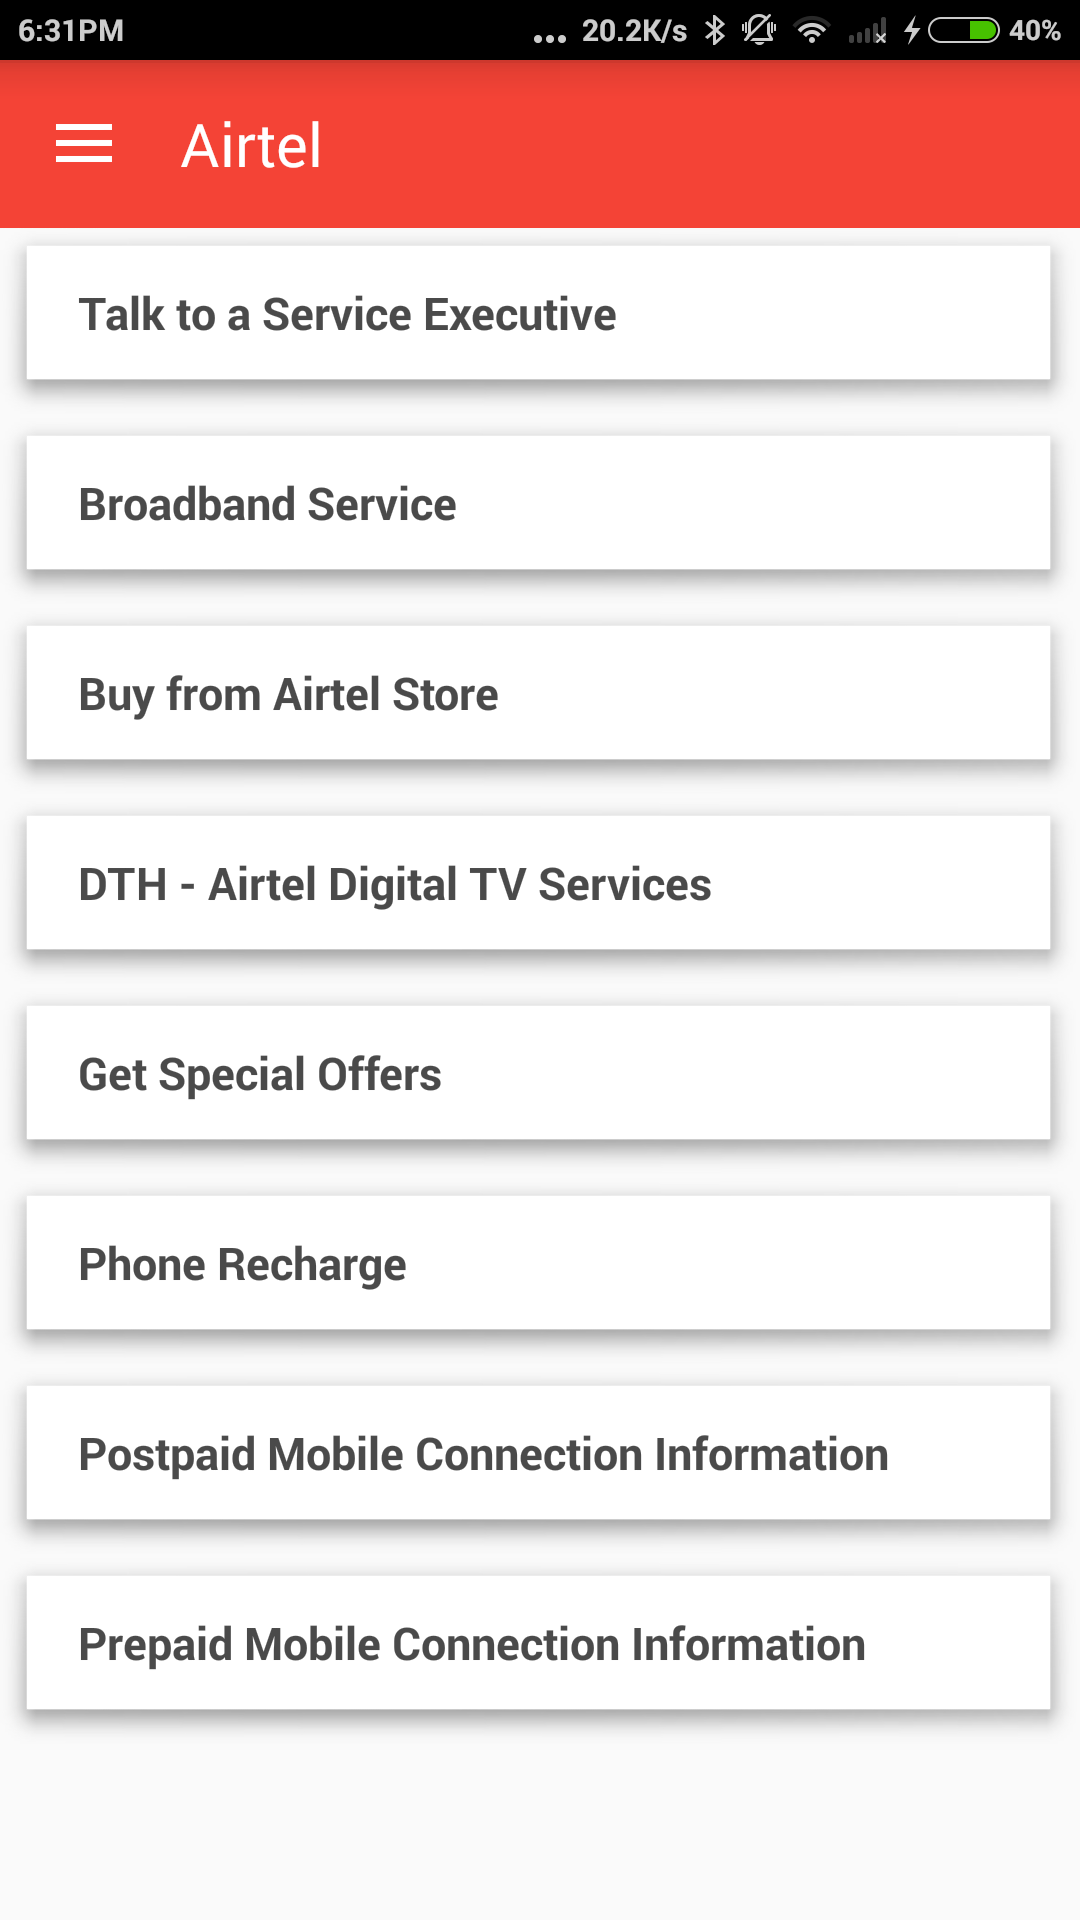 6:31PM ... 20.2K/s 40%
Airtel
Talk to a Service Executive
Broadband Service
Buy from Airtel Store
DTH - Airtel Digital TV Services
Get Special Offers
Phone Recharge
Postpaid Mobile Connection Information
Prepaid Mobile Connection Information